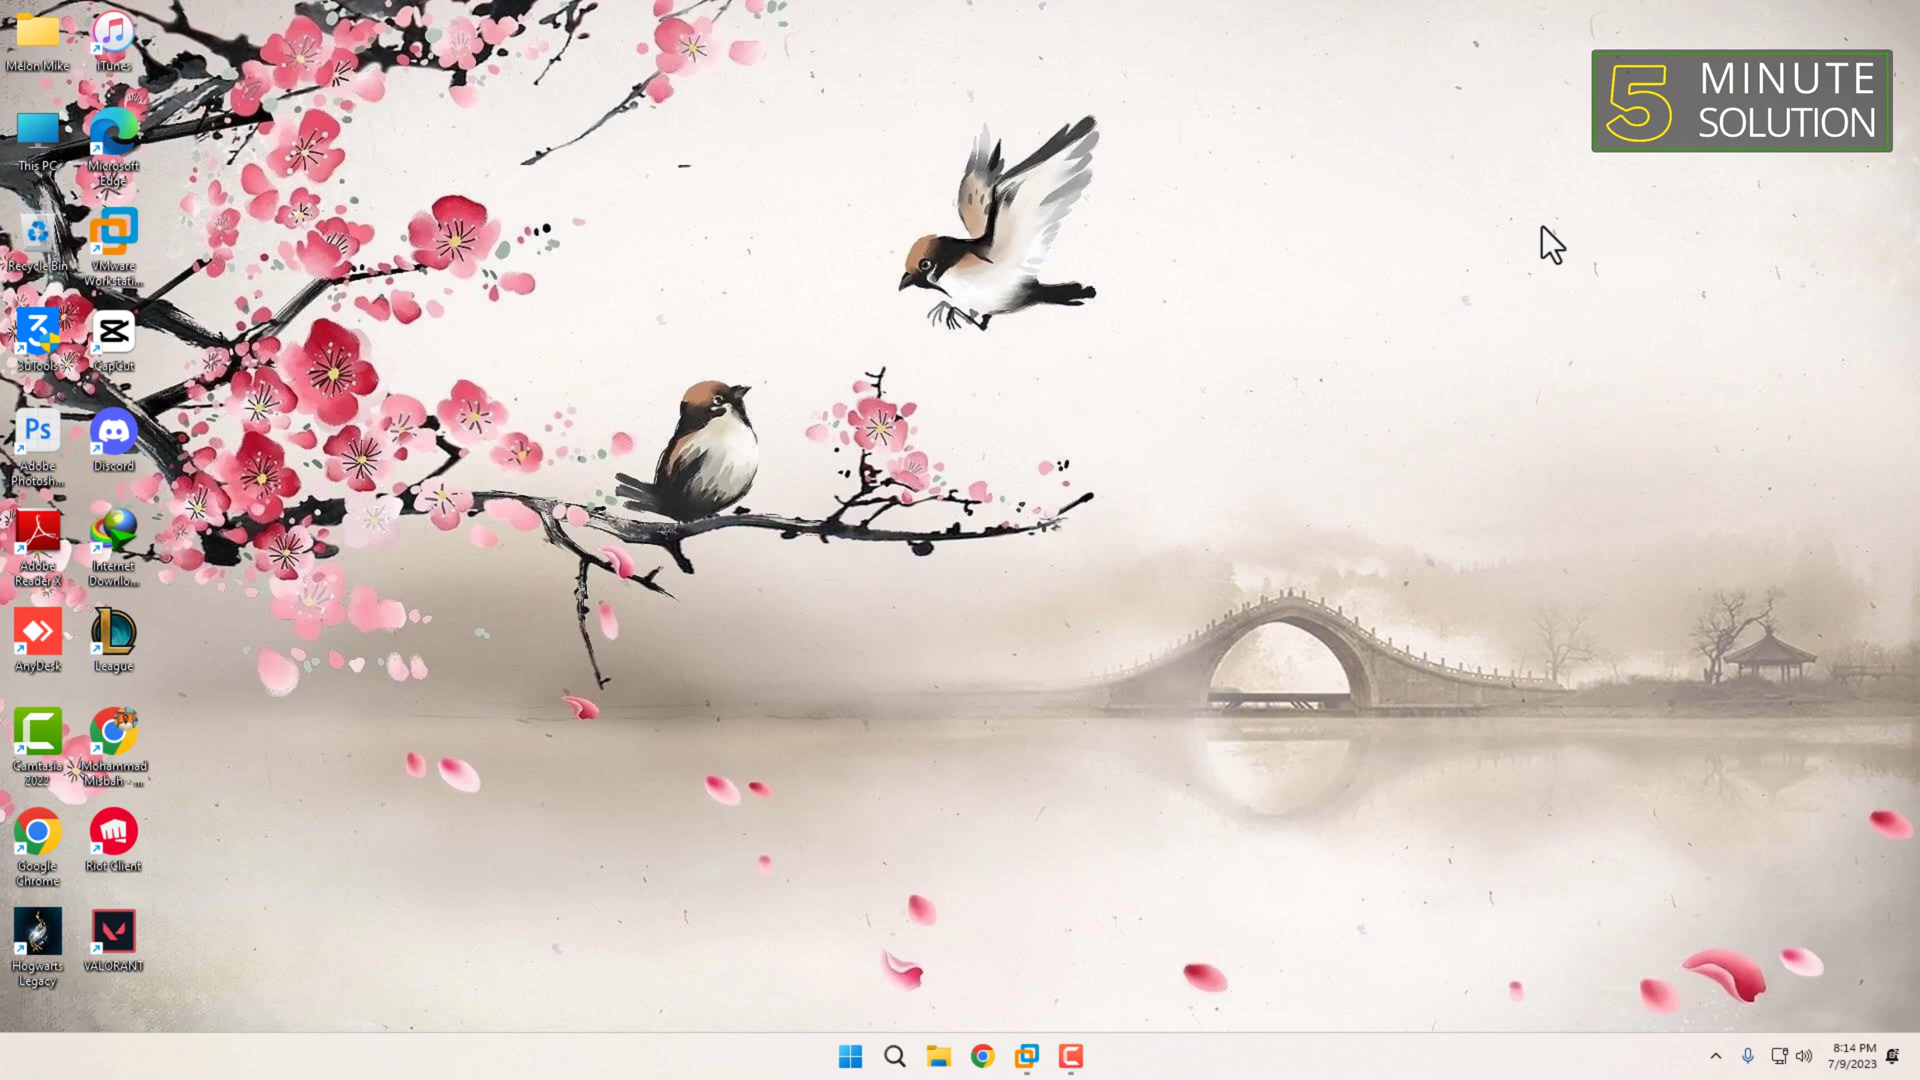 Melon Mike
iTunes
This PC
Microsoft
Edge
Recycle Bin
VMware
Workstati...
3uTools
CapCut
Ps
Adobe
Photosh...
Discord
Adobe
Reader X
Internet
Downlo...
AnyDesk
League
Camtasia
2022
Mohammad
Misbah - ...
Google
Chrome
Riot Client
Hogwarts
Legacy
VALORANT
5 MINUTE
SOLUTION
8:14 PM
7/9/2023